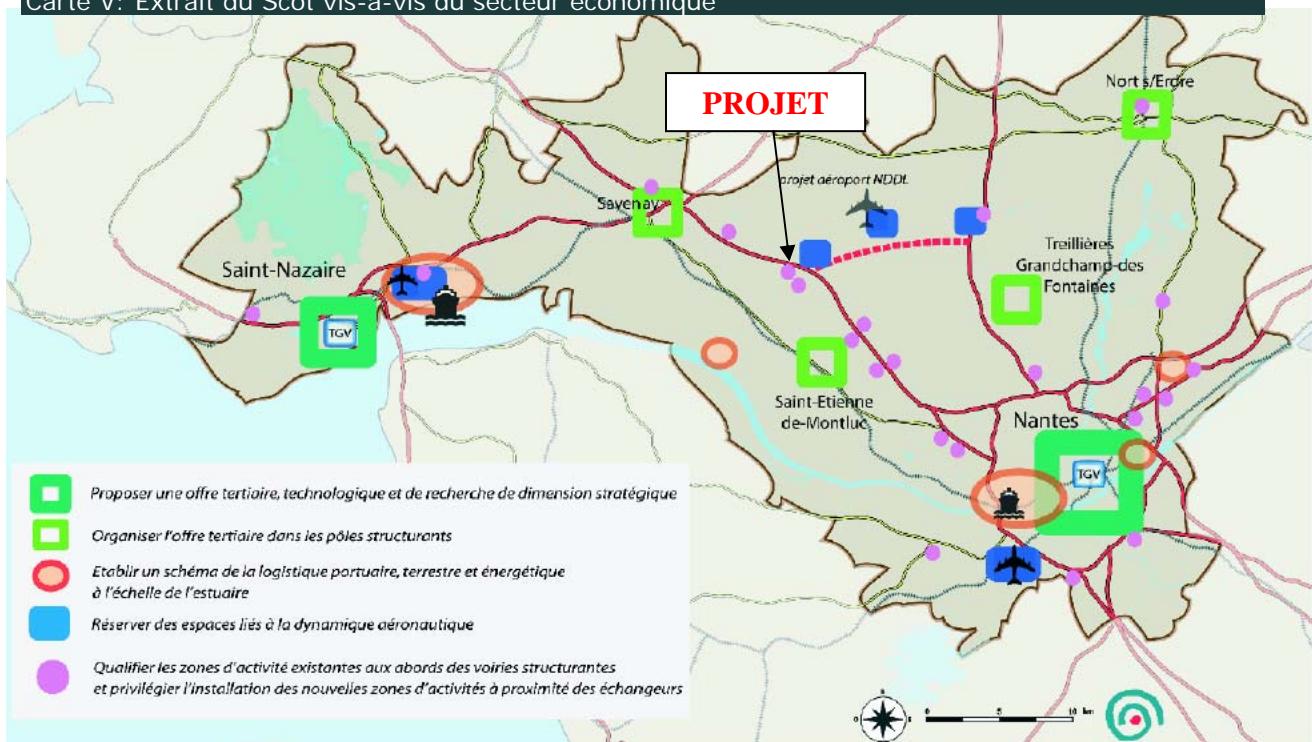 Carte V: Extrait du Scot vis-à-vis du secteur économique
PROJET
Nort s/Erdre
projet aéroport NDDL
Savenay
Treillières
Grandchamp-des
Fontaines
Saint-Nazaire
TGV
Saint-Etienne
de-Montluc
Nantes
TGV
Proposer une offre tertiaire, technologique et de recherche de dimension stratégique
Organiser l'offre tertiaire dans les pôles structurants
Etablir un schéma de la logistique portuaire, terrestre et énergétique
à l'échelle de l'estuaire
Réserver des espaces liés à la dynamique aéronautique
Qualifier les zones d'activité existantes aux abords des voiries structurantes
et privilégier l'installation des nouvelles zones d'activités à proximité des échangeurs
0 5 10 km